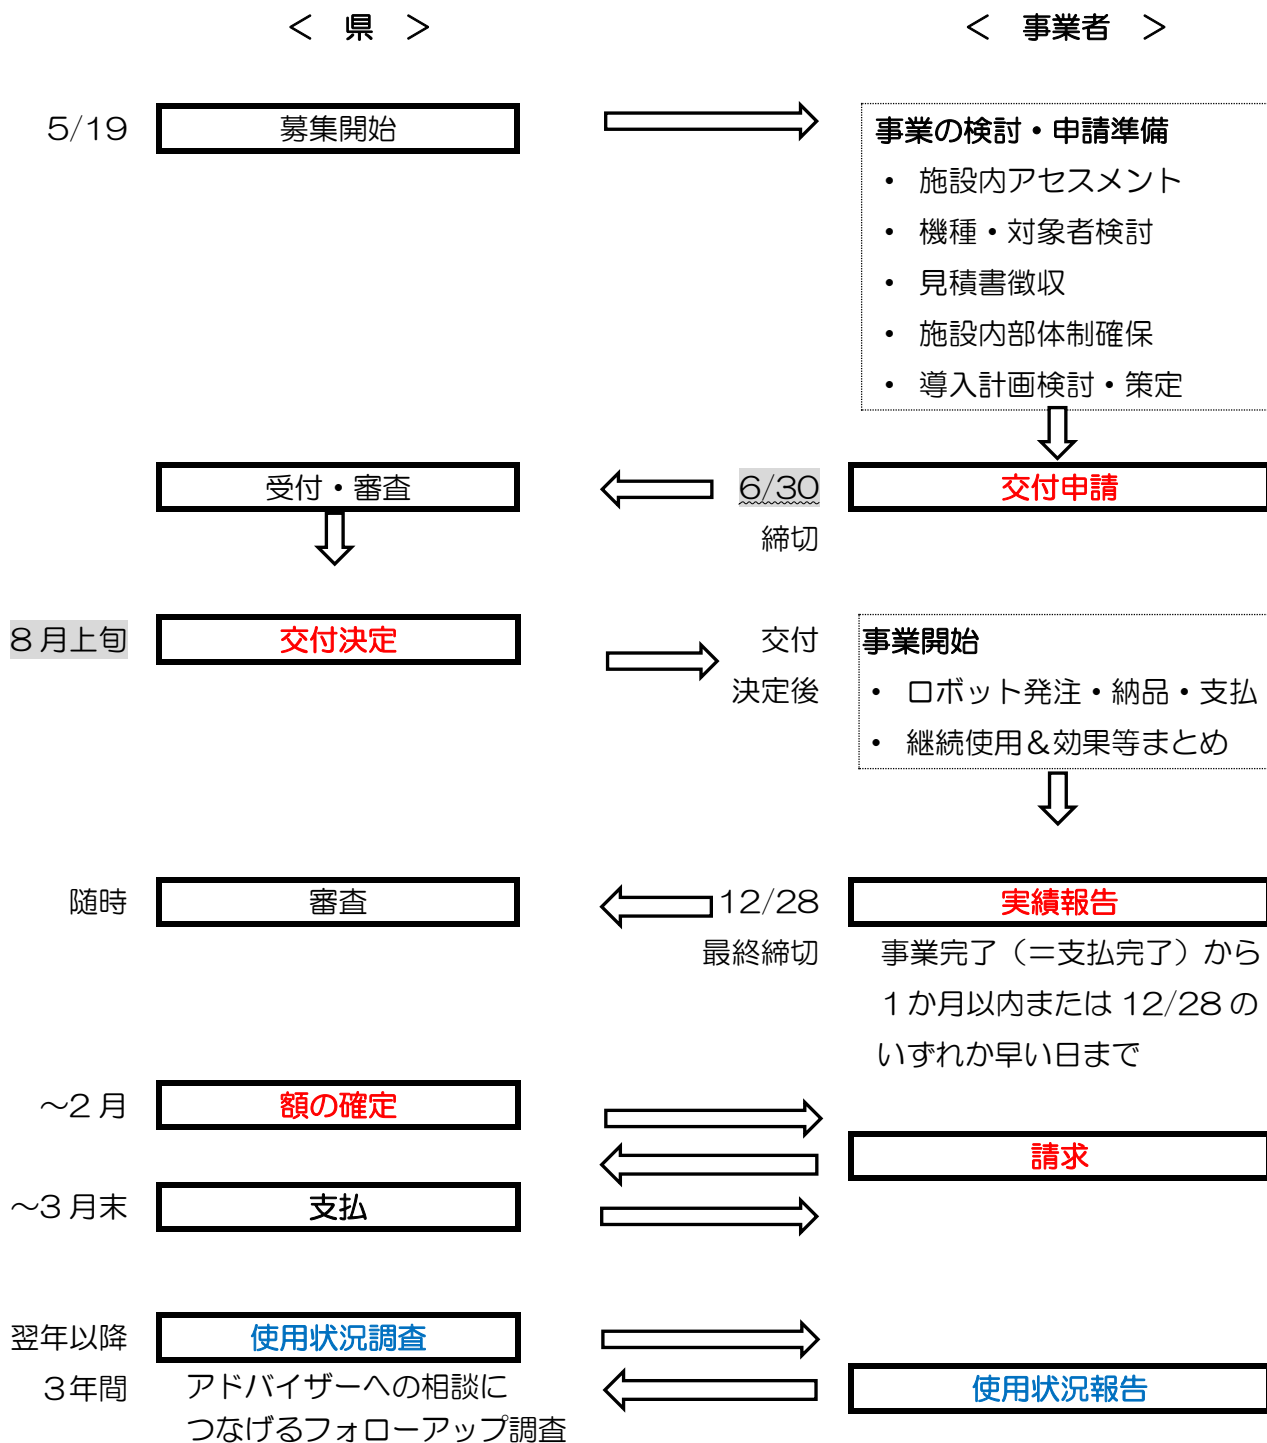 ＜　県　＞
＜　事業者　＞
5/19
募集開始
事業の検討・申請準備
・ 施設内アセスメント
・ 機種・対象者検討
・ 見積書徴収
・ 施設内部体制確保
・ 導入計画検討・策定
受付・審査
6/30
締切
交付申請
8月上旬
交付決定
交付
決定後
事業開始
・ ロボット発注・納品・支払
・ 継続使用＆効果等まとめ
随時
審査
12/28
最終締切
実績報告
事業完了（＝支払完了）から
1か月以内または 12/28 の
いずれか早い日まで
～2月
額の確定
請求
～3月末
支払
翌年以降
3年間
使用状況調査
アドバイザーへの相談に
つなげるフォローアップ調査
使用状況報告